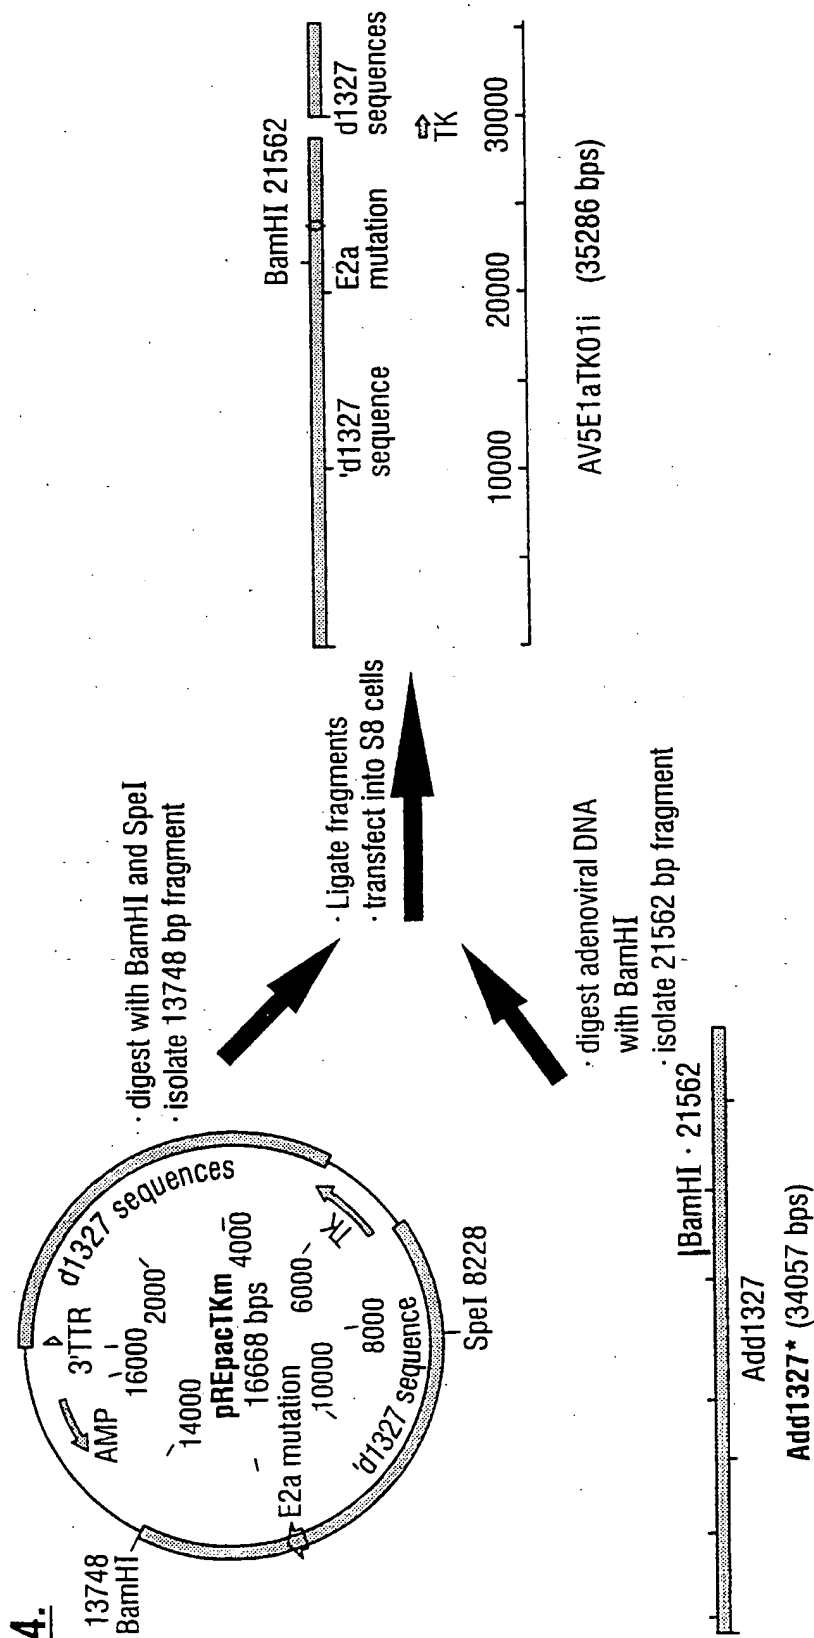 4.
13748
BamHI
AMP
3'TTR
d1327 sequences
16000
2000
14000
4000
pREpacTKm
16668 bps
6000
TK
E2a mutation
10000
8000
'd1327 sequence
SpeI 8228
· digest with BamHI and SpeI
· isolate 13748 bp fragment
BamHI · 21562
Add1327
Add1327* (34057 bps)
· digest adenoviral DNA
with BamHI
· isolate 21562 bp fragment
· Ligate fragments
· transfect into S8 cells
BamHI 21562
'd1327
sequence
E2a
mutation
d1327
sequences
TK
10000
20000
30000
AV5E1aTK01i (35286 bps)